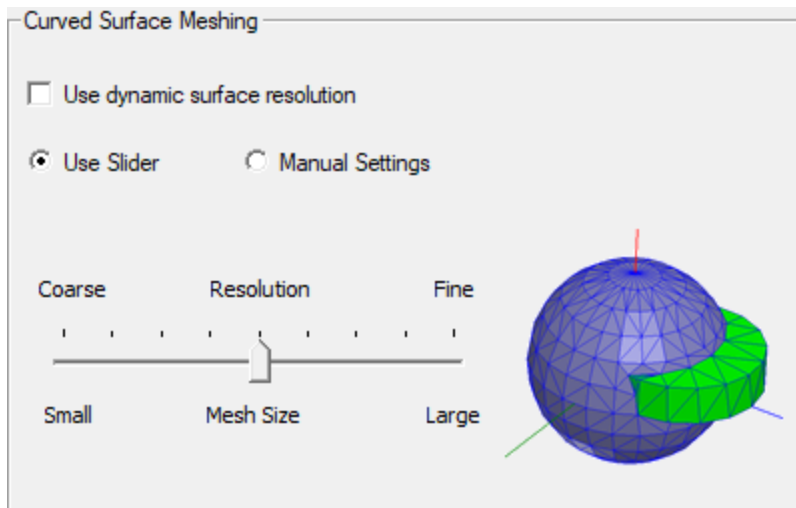 Curved Surface Meshing
Use dynamic surface resolution
Use Slider Manual Settings
Coarse Resolution Fine
Small Mesh Size Large